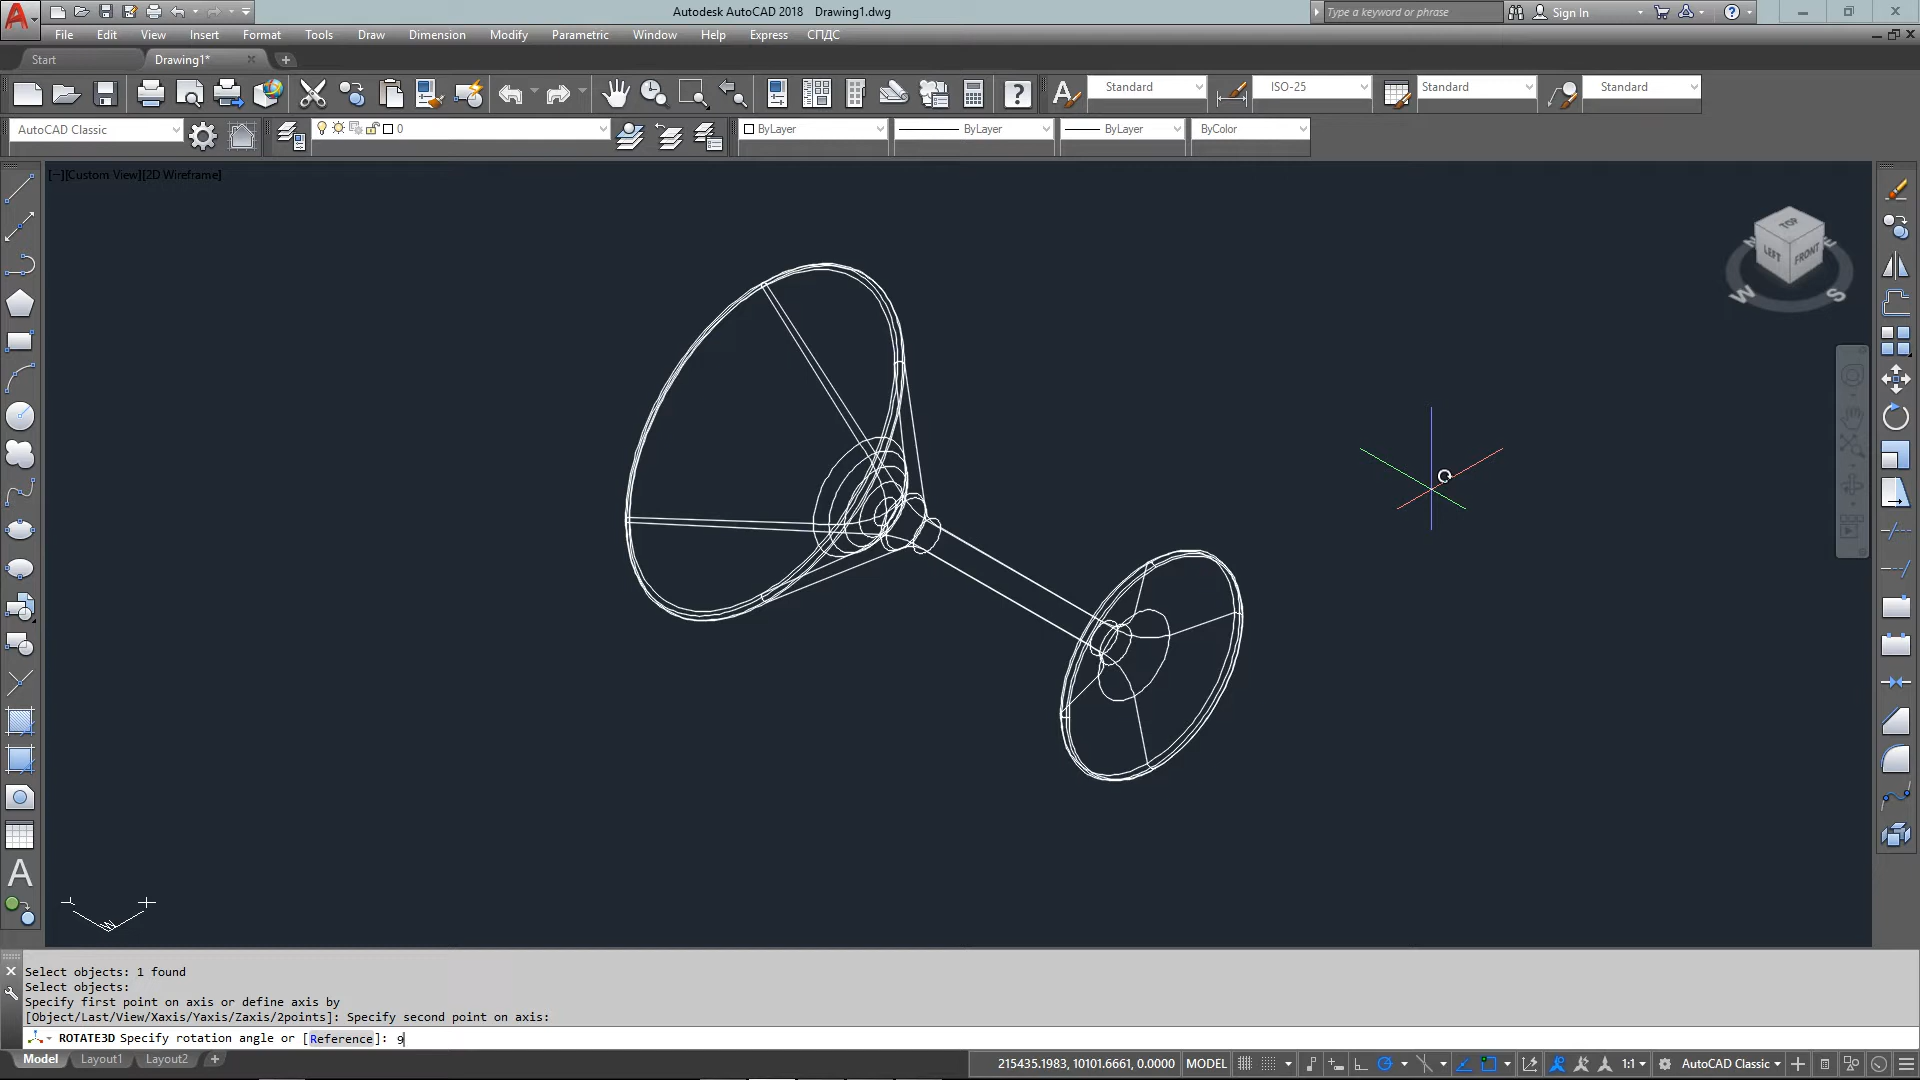 Autodesk AutoCAD 2018 Drawing1.dwg
Type a keyword or phrase
Sign In
File Edit View Insert Format Tools Draw Dimension Modify Parametric Window Help Express СПДС
Start
Drawing1*
Standard
ISO-25
Standard
Standard
AutoCAD Classic
0
ByLayer
ByLayer
ByLayer
ByColor
[−][Custom View][2D Wireframe]
TOP
LEFT
FRONT
N
E
W
S
A
Select objects: 1 found
Select objects:
Specify first point on axis or define axis by
[Object/Last/View/Xaxis/Yaxis/Zaxis/2points]: Specify second point on axis:
ROTATE3D Specify rotation angle or [Reference]: 9
Model
Layout1
Layout2
215435.1983, 10101.6661, 0.0000
MODEL
1:1
AutoCAD Classic